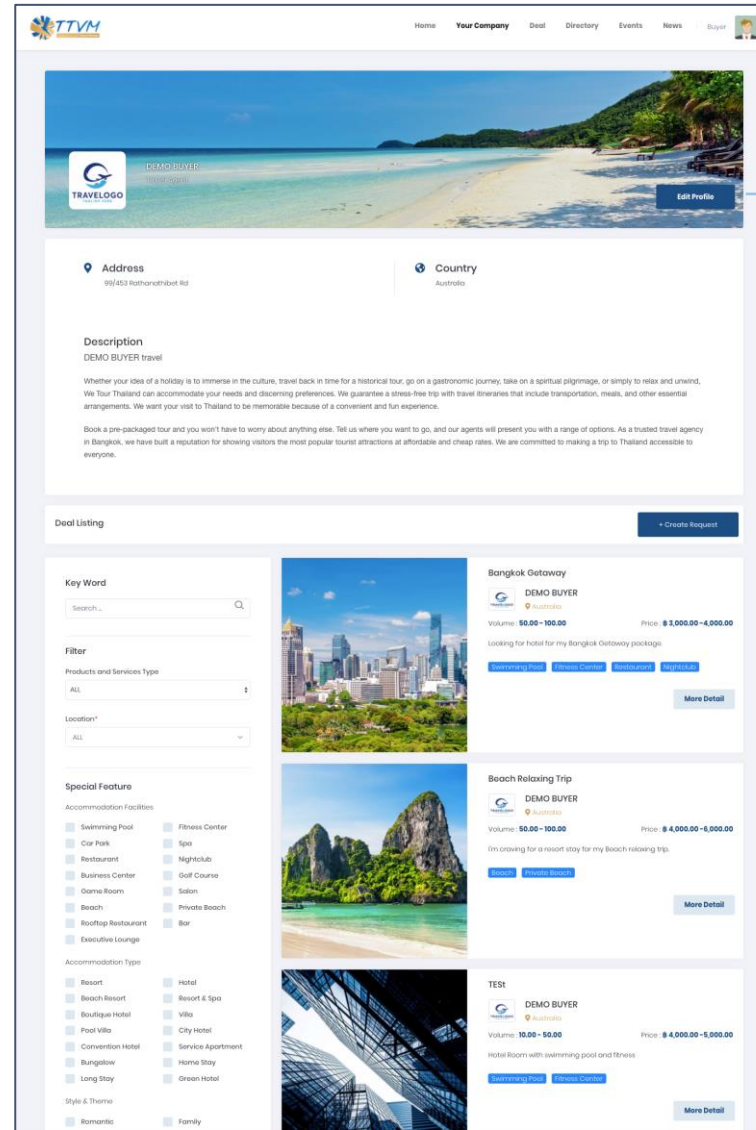 TTVM
Home Your Company Deal Directory Events News Buyer
DEMO BUYER
TRAVELOGO
Edit Profile
Address
99/453 Rathanathibet Rd
Country
Australia
Description
DEMO BUYER travel
Whether your idea of a holiday is to immerse in the culture, travel back in time for a historical tour, go on a gastronomic journey, take on a spiritual pilgrimage, or simply to relax and unwind,
We Tour Thailand can accommodate your needs and discerning preferences. We guarantee a stress-free trip with travel itineraries that include transportation, meals, and other essential
arrangements. We want your visit to Thailand to be memorable because of a convenient and fun experience.
Book a pre-packaged tour and you won't have to worry about anything else. Tell us where you want to go, and our agents will present you with a range of options. As a trusted travel agency
in Bangkok, we have built a reputation for showing visitors the most popular tourist attractions at affordable and cheap rates. We are committed to making a trip to Thailand accessible to
everyone.
Deal Listing
+ Create Request
Key Word
Search...
Filter
Products and Services Type
ALL
Location*
ALL
Special Feature
Accommodation Facilities
Swimming Pool Fitness Center
Car Park Spa
Restaurant Nightclub
Business Center Golf Course
Game Room Salon
Beach Private Beach
Rooftop Restaurant Bar
Executive Lounge
Accommodation Type
Resort Hotel
Beach Resort Resort & Spa
Boutique Hotel Villa
Pool Villa City Hotel
Convention Hotel Service Apartment
Bungalow Home Stay
Long Stay Green Hotel
Style & Theme
Romantic Family
Bangkok Getaway
DEMO BUYER
Australia
Volume : 50.00 - 100.00 Price : ฿ 3,000.00 -4,000.00
Looking for hotel for my Bangkok Getaway package.
Swimming Pool Fitness Center Restaurant Nightclub
More Detail
Beach Relaxing Trip
DEMO BUYER
Australia
Volume : 50.00 - 100.00 Price : ฿ 4,000.00 -6,000.00
I'm craving for a resort stay for my Beach relaxing trip.
Beach Private Beach
More Detail
TESt
DEMO BUYER
Australia
Volume : 10.00 - 50.00 Price : ฿ 4,000.00 -5,000.00
Hotel Room with swimming pool and fitness
Swimming Pool Fitness Center
More Detail